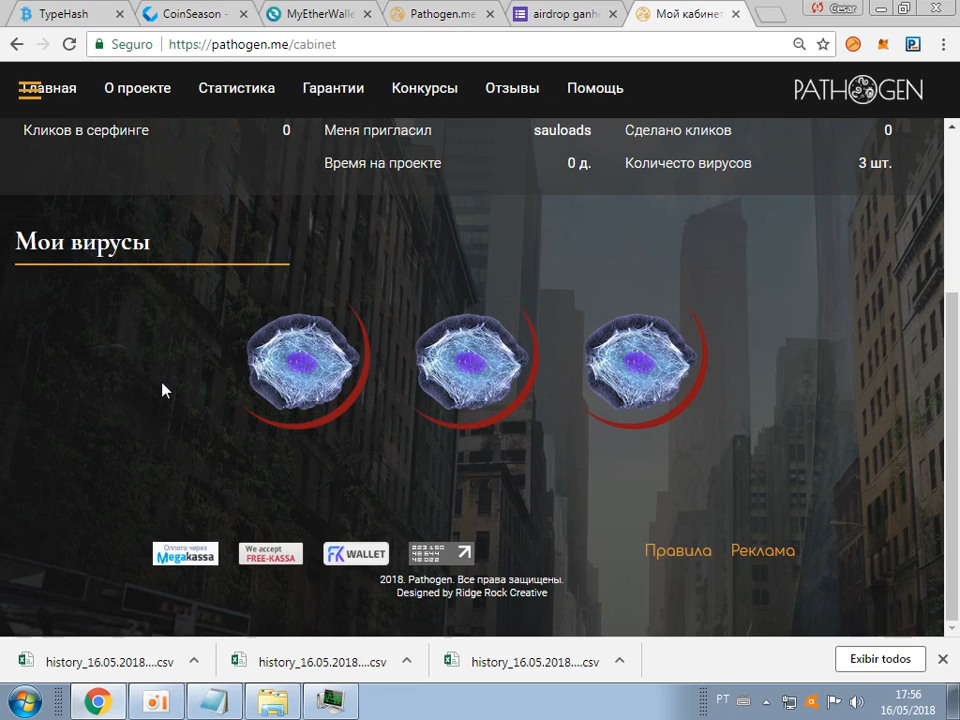 TypeHash
CoinSeason -
MyEtherWalle
Pathogen.me
airdrop ganh
Мой кабинет
Cesar
Seguro
https://pathogen.me/cabinet
Главная
О проекте
Статистика
Гарантии
Конкурсы
Отзывы
Помощь
PATHOGEN
Кликов в серфинге 0
Меня пригласил sauloads
Сделано кликов 0
Время на проекте 0 д.
Количесто вирусов 3 шт.
Мои вирусы
Оплата через
Megakassa
We accept
FREE-KASSA
FK WALLET
Правила
Реклама
2018. Pathogen. Все права защищены.
Designed by Ridge Rock Creative
history_16.05.2018....csv
history_16.05.2018....csv
history_16.05.2018....csv
Exibir todos
PT
17:56
16/05/2018